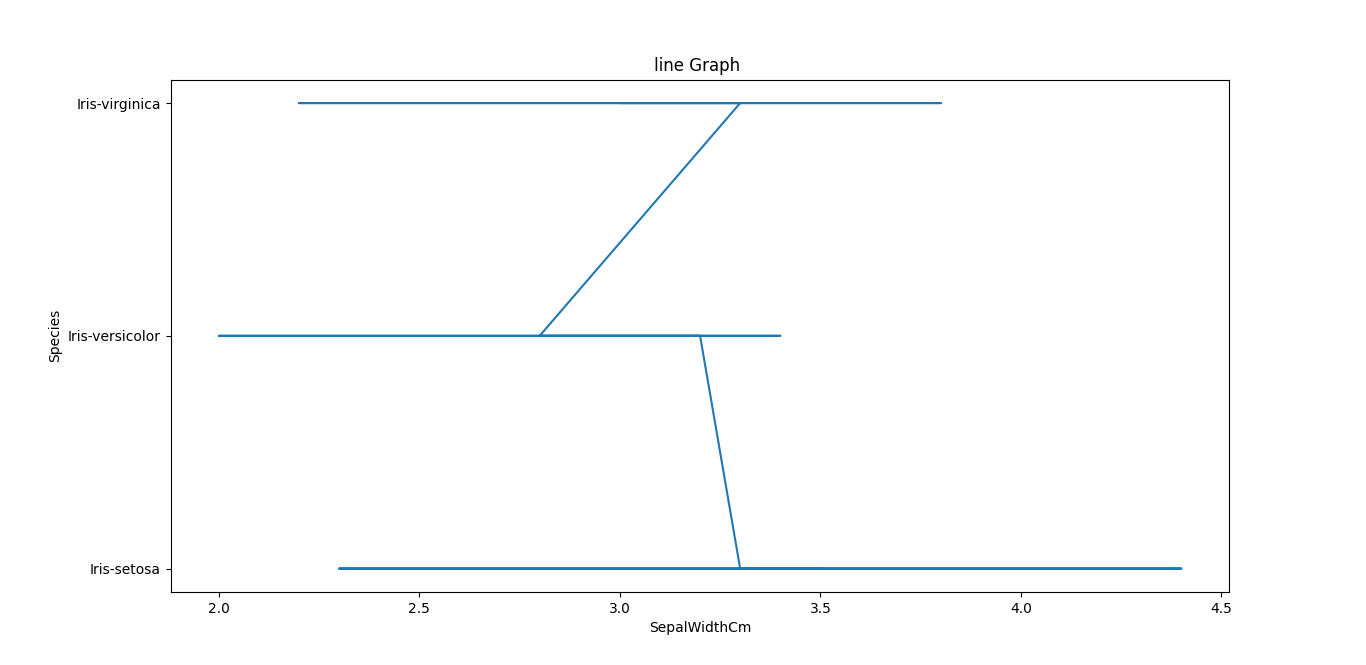 line Graph
Iris-virginica
Iris-versicolor
Iris-setosa
Species
2.0 2.5 3.0 3.5 4.0 4.5
SepalWidthCm